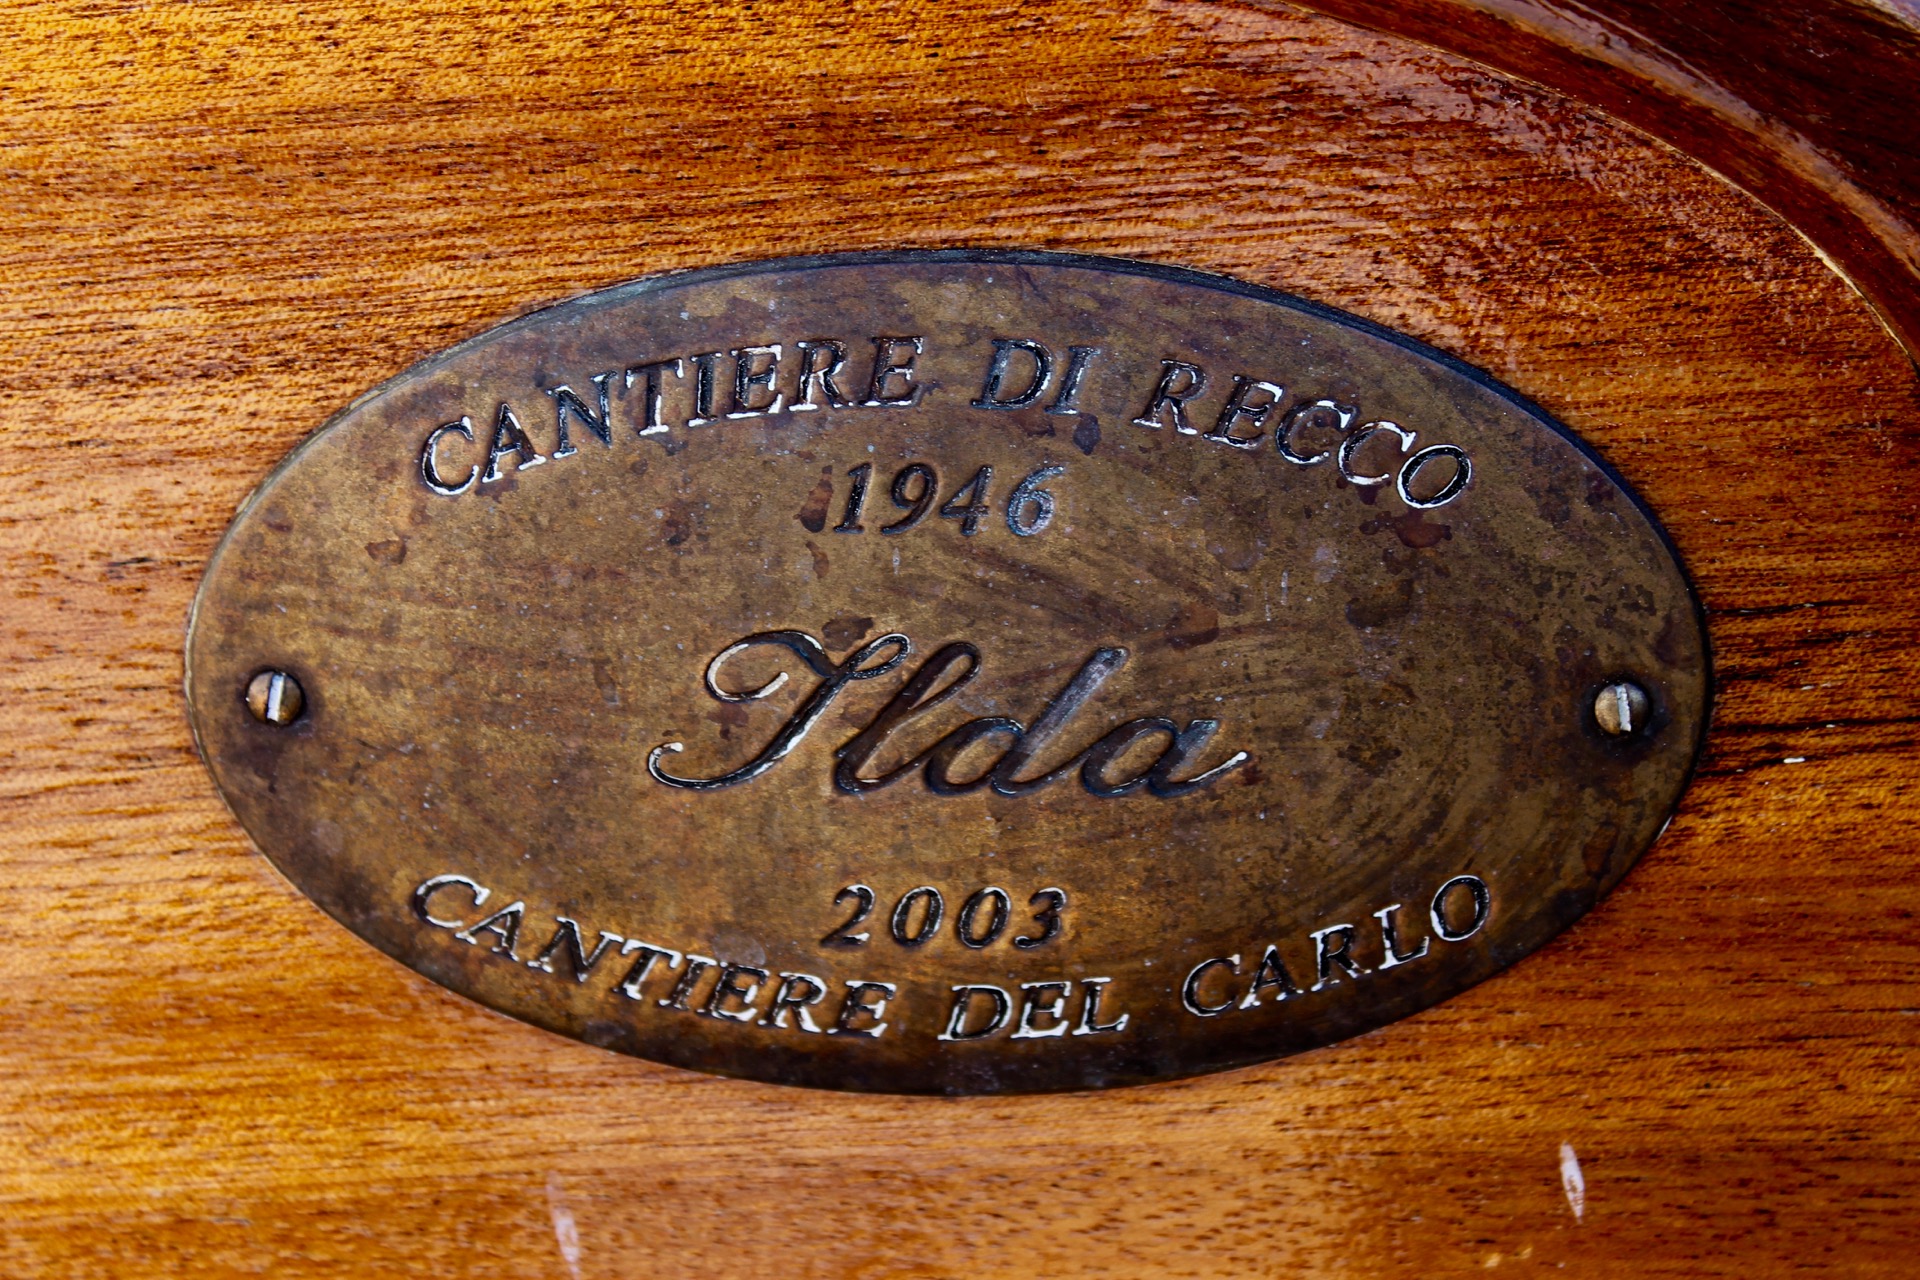 CANTIERE DI RECCO
1946
Ilda
2003
CANTIERE DEL CARLO